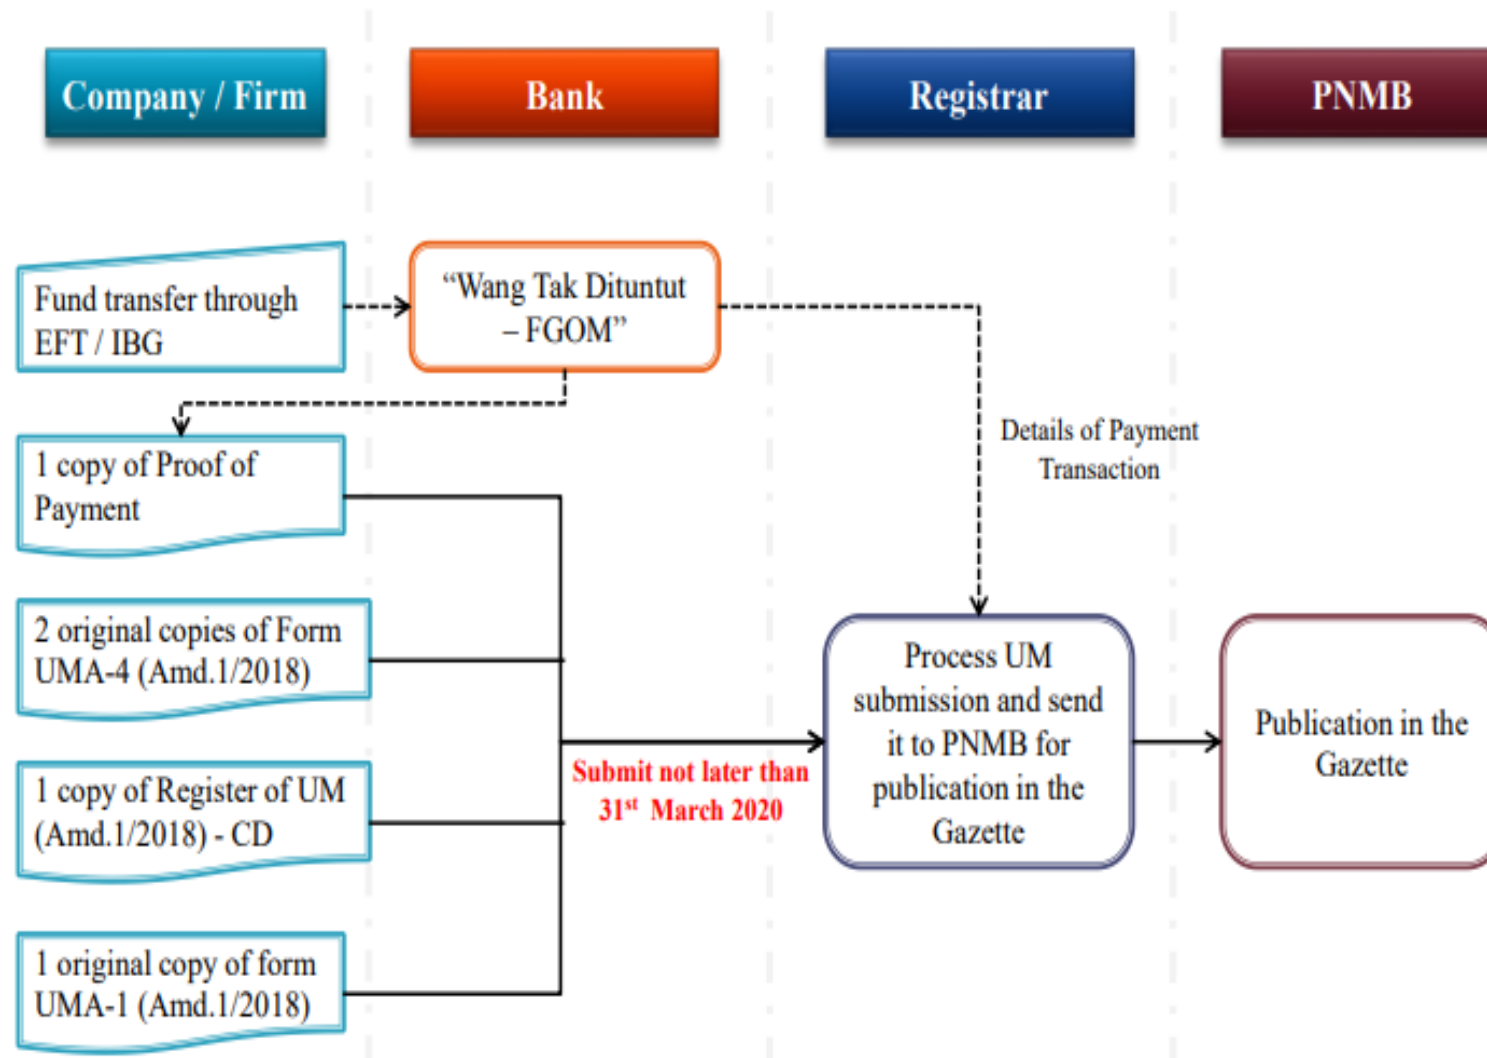 Company / Firm
Bank
Registrar
PNMB
Fund transfer through
EFT / IBG
“Wang Tak Dituntut
– FGOM”
1 copy of Proof of
Payment
Details of Payment
Transaction
2 original copies of Form
UMA-4 (Amd.1/2018)
1 copy of Register of UM
(Amd.1/2018) - CD
1 original copy of form
UMA-1 (Amd.1/2018)
Submit not later than
31st March 2020
Process UM
submission and send
it to PNMB for
publication in the
Gazette
Publication in the
Gazette